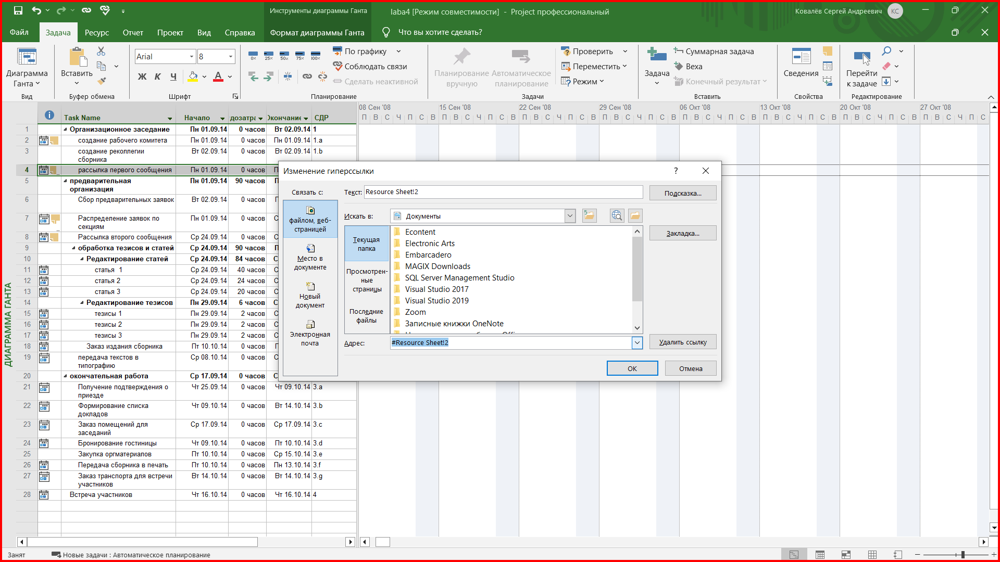 Инструменты диаграммы Ганта
laba4 [Режим совместимости] - Project профессиональный
Ковалёв Сергей Андреевич
КС
Файл
Задача
Ресурс
Отчет
Проект
Вид
Справка
Формат диаграммы Ганта
Что вы хотите сделать?
Диаграмма Ганта
Вид
Вставить
Буфер обмена
Arial
8
Ж К Ч
А
Шрифт
0% 25% 50% 75% 100%
По графику
Соблюдать связи
Сделать неактивной
Планирование
Планирование вручную
Автоматическое планирование
Проверить
Переместить
Режим
Задачи
Задача
Суммарная задача
Веха
Конечный результат
Вставить
Сведения
Свойства
Перейти к задаче
Редактирование
Task Name
Начало
дозатра
Окончание
СДР
08 Сен '08
15 Сен '08
22 Сен '08
29 Сен '08
06 Окт '08
13 Окт '08
20 Окт '08
27 Окт '08
П В С Ч П С В П В С Ч П С В П В С Ч П С В П В С Ч П С В П В С Ч П С В П В С Ч П С В П В С Ч П С В П В С Ч П С
1 Организационное заседание Пн 01.09.14 0 часов Вт 02.09.14 1
2 создание рабочего комитета Пн 01.09.14 0 часов Пн 01.09.14 1.a
3 создание реколлегии сборника Вт 02.09.14 0 часов Вт 02.09.14 1.b
4 рассылка первого сообщения Пн 01.09.14 0 часов
5 предварительная организация Пн 01.09.14 90 часов
6 Сбор предварительных заявок Вт 02.09.14 0 часов
7 Распределение заявок по секциям Пн 01.09.14 0 часов
8 Рассылка второго сообщения Ср 24.09.14 0 часов
9 обработка тезисов и статей Ср 24.09.14 90 часов
10 Редактирование статей Ср 24.09.14 84 часов
11 статья 1 Ср 24.09.14 40 часов
12 статья 2 Ср 24.09.14 24 часов
13 статья 3 Ср 24.09.14 20 часов
14 Редактирование тезисов Пн 29.09.14 6 часов
15 тезисы 1 Пн 29.09.14 2 часов
16 тезисы 2 Пн 29.09.14 2 часов
17 тезисы 3 Пн 29.09.14 2 часов
18 Заказ издания сборника Пт 10.10.14 0 часов
19 передача текстов в типографию Ср 08.10.14 0 часов
20 окончательная работа Ср 17.09.14 0 часов
21 Получение подтверждения о приезде Чт 25.09.14 0 часов Чт 09.10.14 3.a
22 Формирование списка докладов Чт 09.10.14 0 часов Вт 14.10.14 3.b
23 Заказ помещений для заседаний Ср 17.09.14 0 часов Ср 17.09.14 3.c
24 Бронирование гостиницы Чт 09.10.14 0 часов Пт 10.10.14 3.d
25 Закупка оргматериалов Пт 10.10.14 0 часов Ср 15.10.14 3.e
26 Передача сборника в печать Пт 10.10.14 0 часов Пн 13.10.14 3.f
27 Заказ транспорта для встречи участников Вт 14.10.14 0 часов Вт 14.10.14 3.g
28 Встреча участников Чт 16.10.14 0 часов Чт 16.10.14 4
ДИАГРАММА ГАНТА
Изменение гиперссылки
?
Связать с:
Текст:
Resource Sheet!2
Подсказка...
файлом, веб-страницей
Место в документе
Новый документ
Электронная почта
Искать в:
Документы
Закладка...
Текущая папка
Просмотрен-ные страницы
Последние файлы
Econtent
Electronic Arts
Embarcadero
MAGIX Downloads
SQL Server Management Studio
Visual Studio 2017
Visual Studio 2019
Zoom
Записные книжки OneNote
Адрес:
#Resource Sheet!2
Удалить ссылку
ОК
Отмена
Занят
Новые задачи : Автоматическое планирование